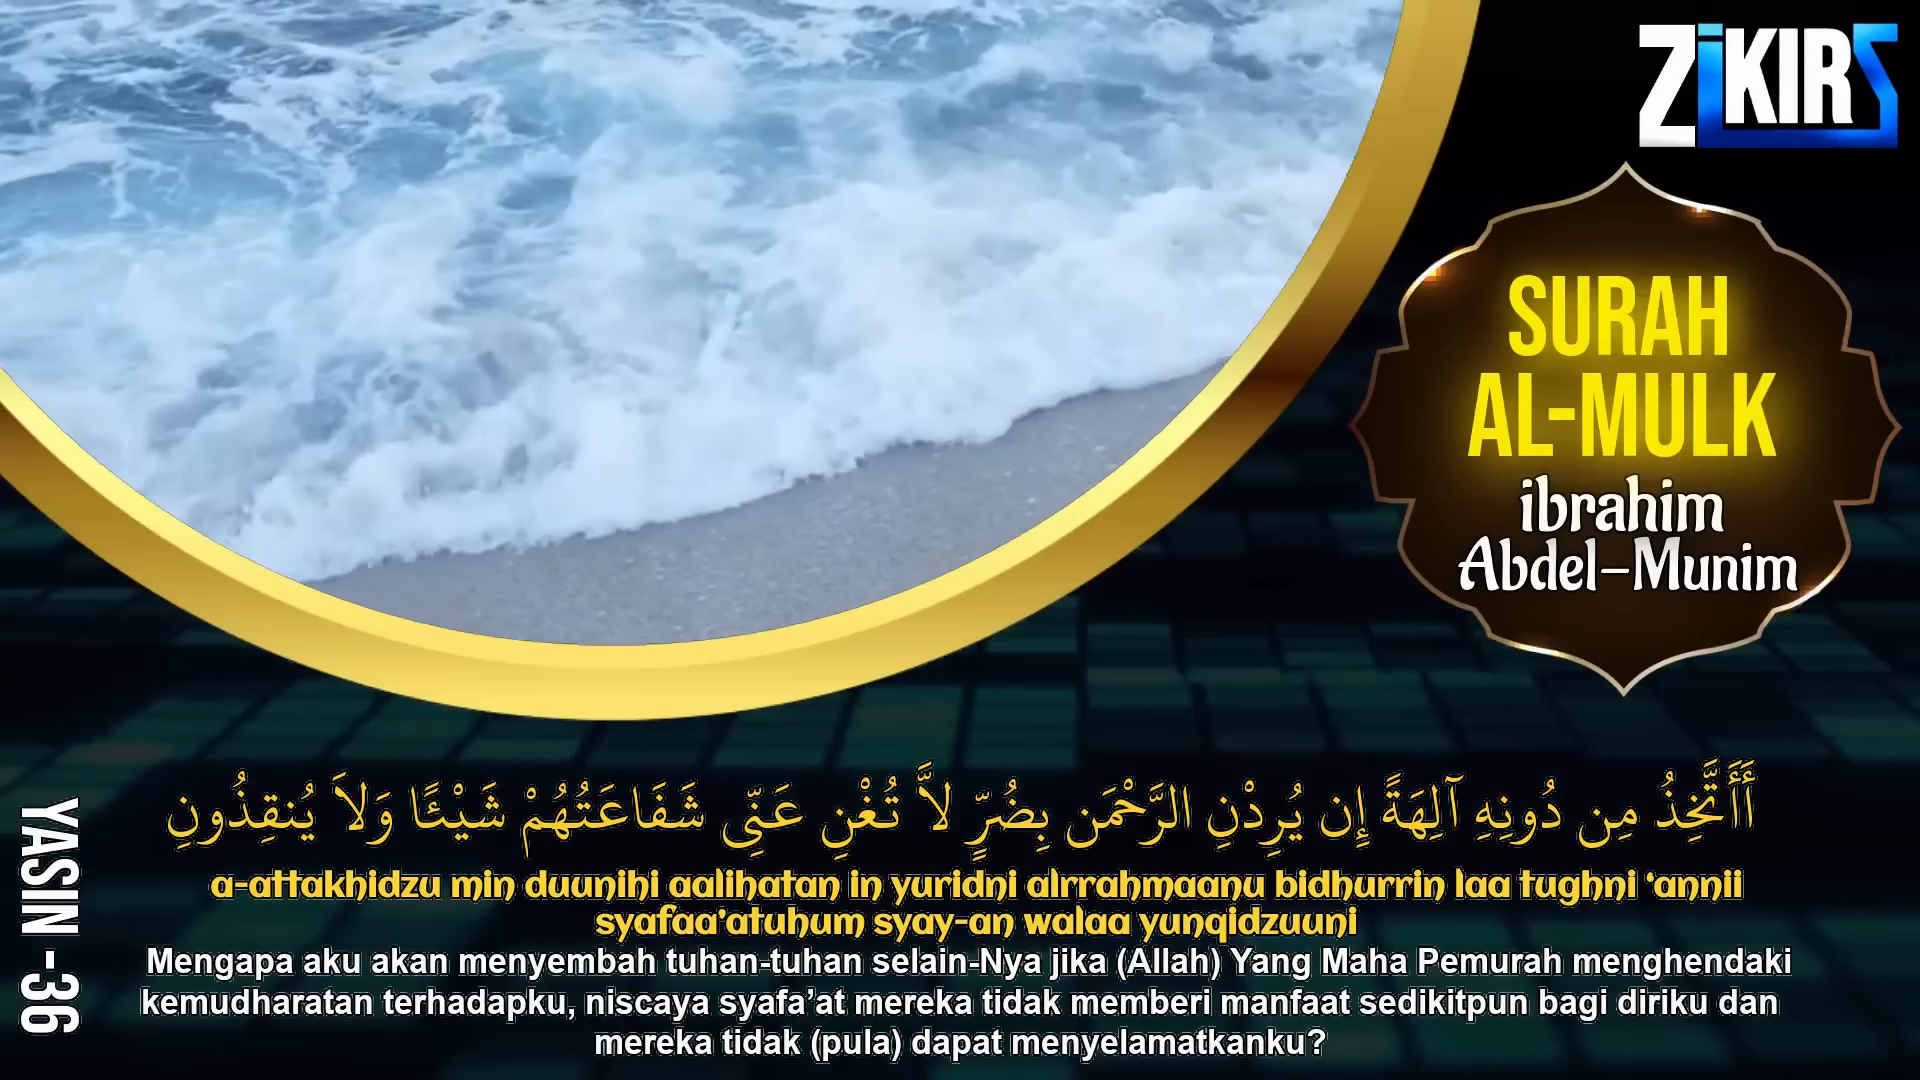 ZiKIRS
SURAH
AL-MULK
ibrahim
Abdel-Munim
أَأَتَّخِذُ مِن دُونِهِ آلِهَةً إِن يُرِدْنِ الرَّحْمَن بِضُرٍّ لاَّ تُغْنِ عَنِّي شَفَاعَتُهُمْ شَيْئًا وَلاَ يُنقِذُونِ
a-attakhidzu min duunihi aalihatan in yuridni alrrahmaanu bidhurrin laa tughni ‘annii
syafaa'atuhum syay-an walaa yunqidzuuni
Mengapa aku akan menyembah tuhan-tuhan selain-Nya jika (Allah) Yang Maha Pemurah menghendaki
kemudharatan terhadapku, niscaya syafa’at mereka tidak memberi manfaat sedikitpun bagi diriku dan
mereka tidak (pula) dapat menyelamatkanku?
YASIN -36